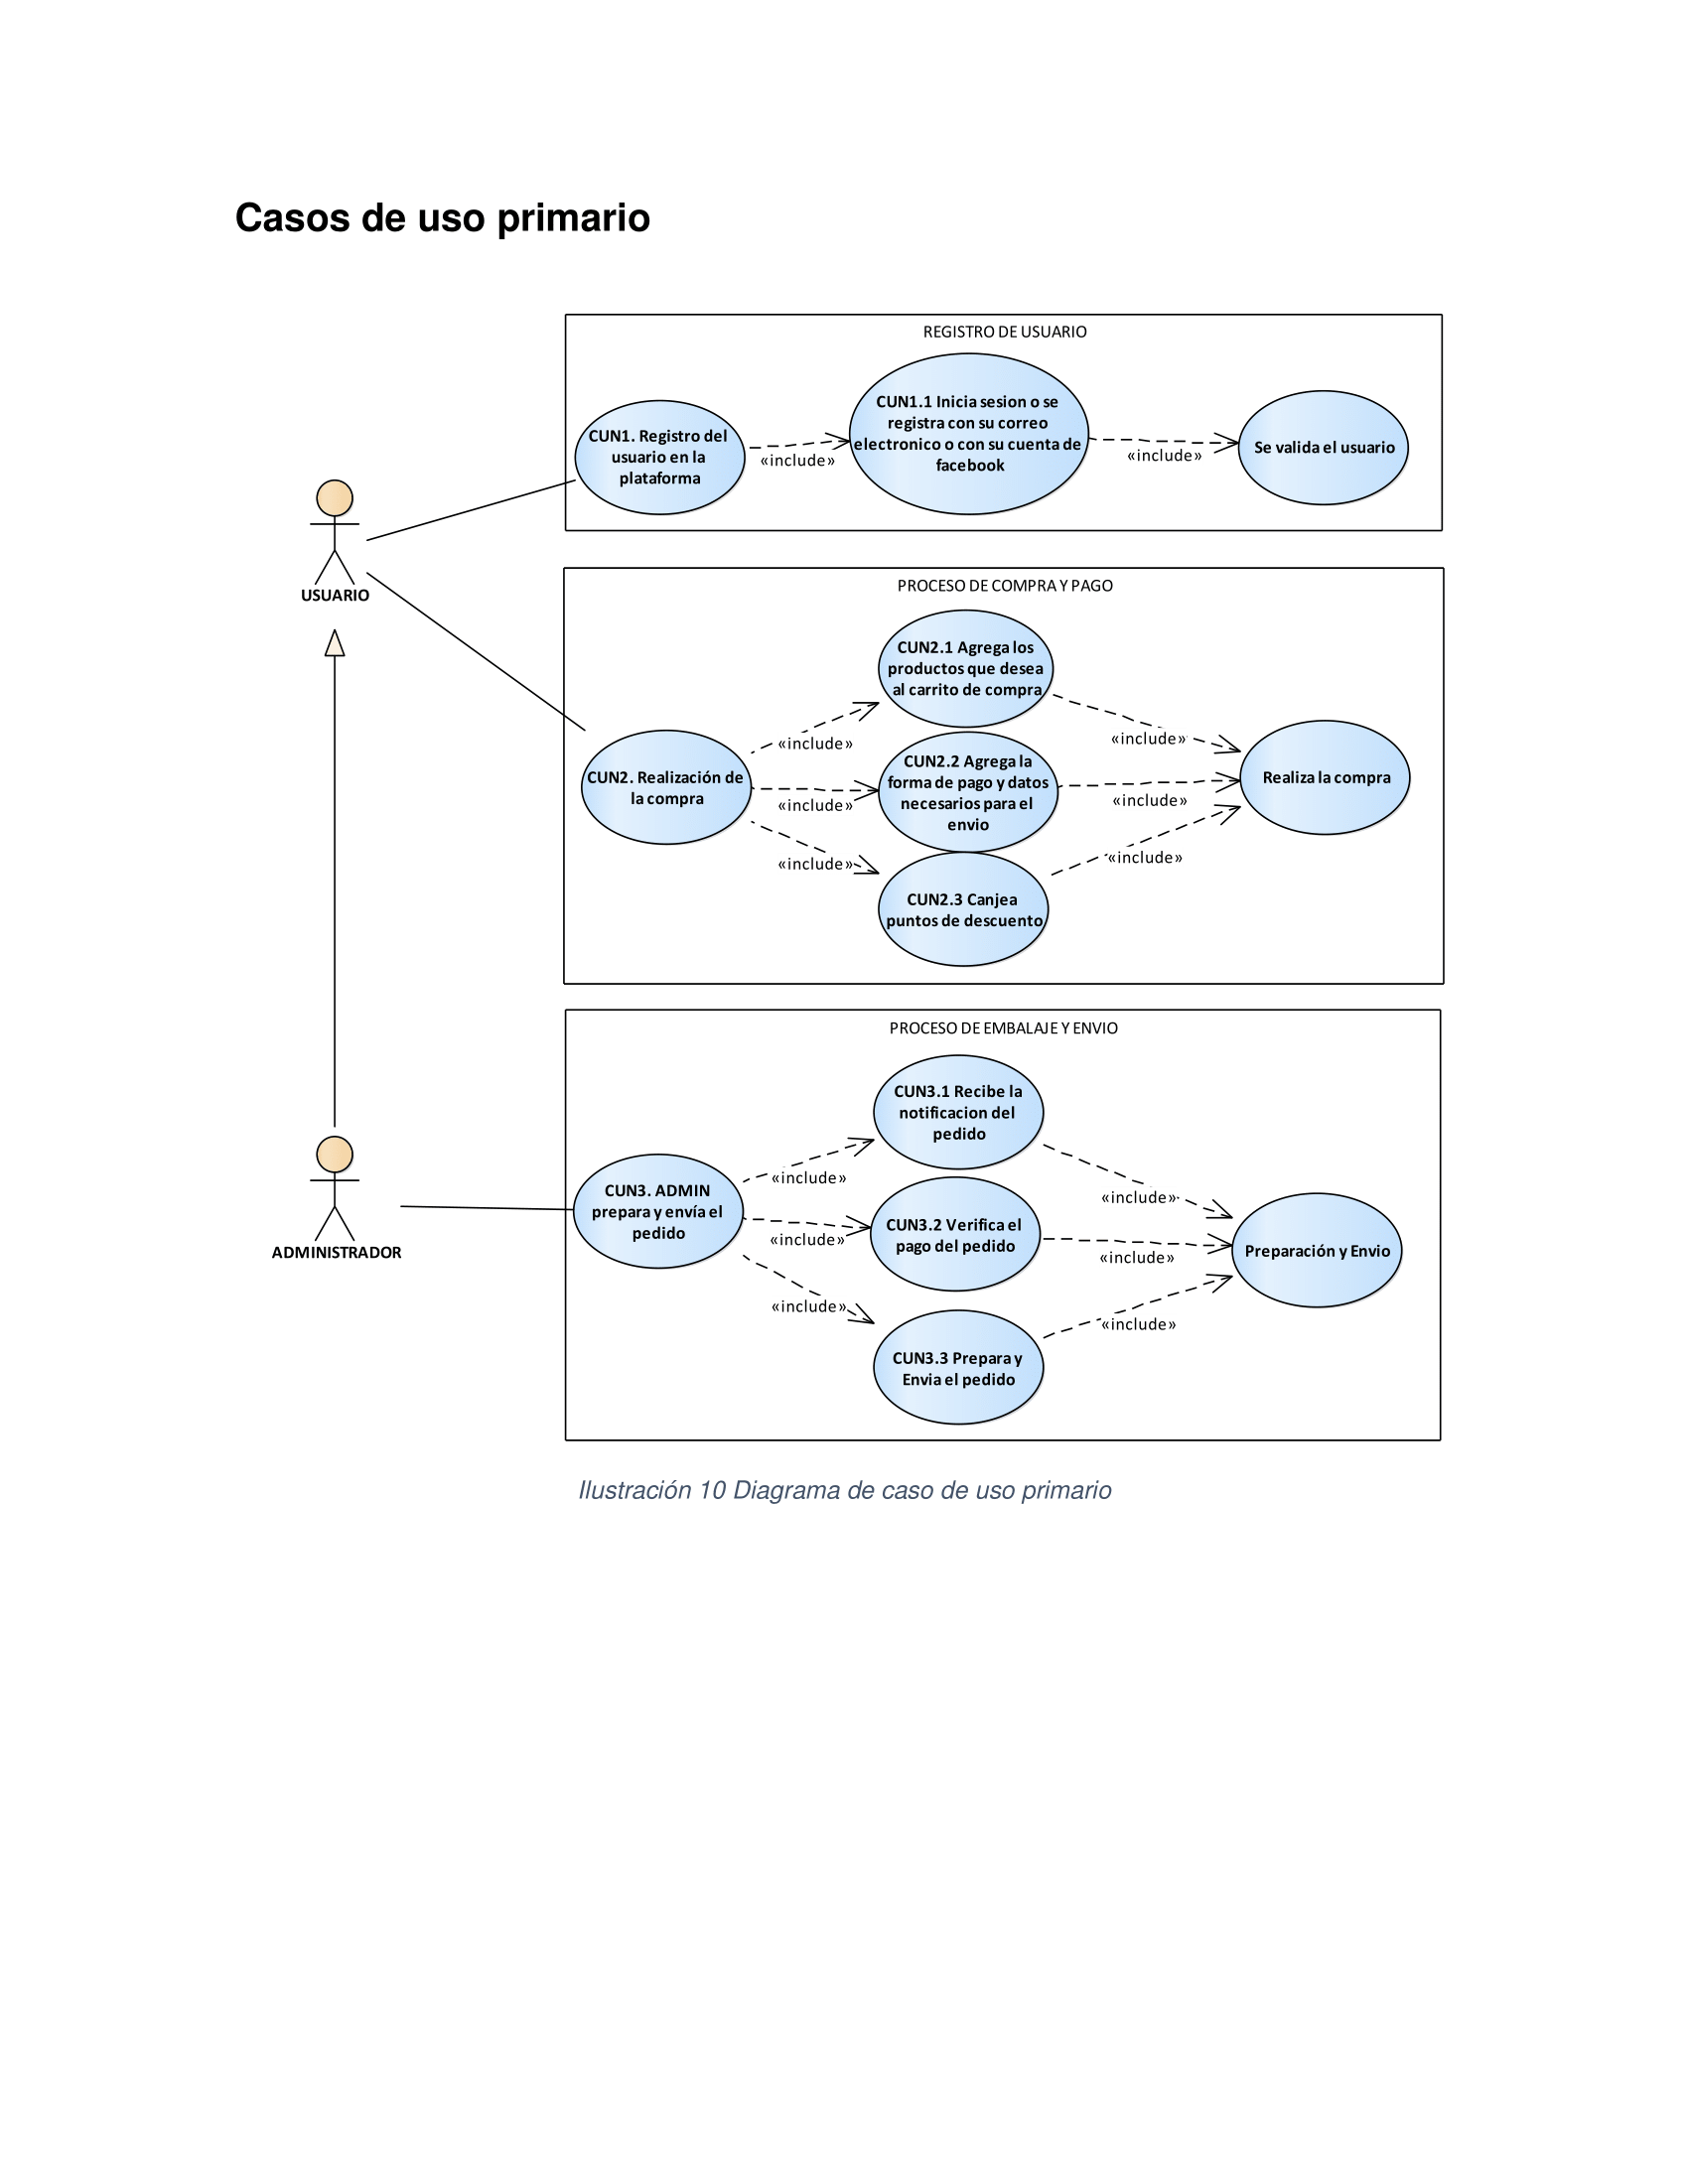 Casos de uso primario
REGISTRO DE USUARIO
CUN1. Registro del
usuario en la
plataforma
«include»
CUN1.1 Inicia sesion o se
registra con su correo
electronico o con su cuenta de
facebook
«include»
Se valida el usuario
USUARIO
PROCESO DE COMPRA Y PAGO
CUN2. Realización de
la compra
«include»
«include»
«include»
CUN2.1 Agrega los
productos que desea
al carrito de compra
CUN2.2 Agrega la
forma de pago y datos
necesarios para el
envio
CUN2.3 Canjea
puntos de descuento
«include»
«include»
«include»
Realiza la compra
ADMINISTRADOR
PROCESO DE EMBALAJE Y ENVIO
CUN3. ADMIN
prepara y envía el
pedido
«include»
«include»
«include»
CUN3.1 Recibe la
notificacion del
pedido
CUN3.2 Verifica el
pago del pedido
CUN3.3 Prepara y
Envia el pedido
«include»
«include»
«include»
Preparación y Envio
Ilustración 10 Diagrama de caso de uso primario